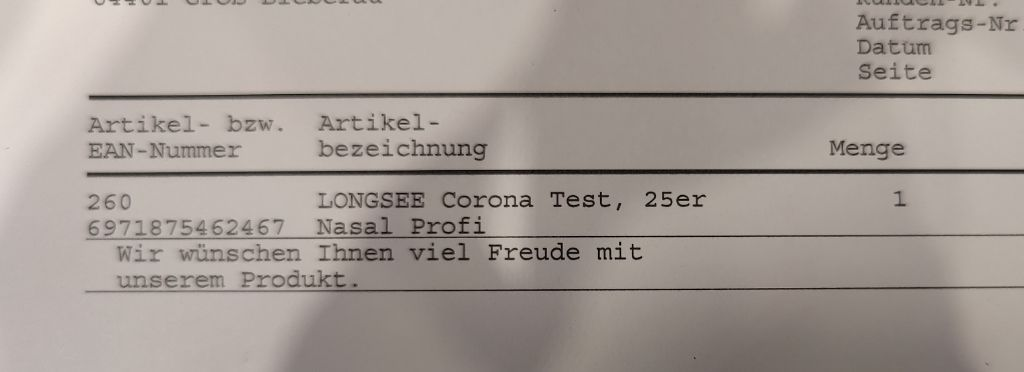 Auftrags-Nr
Datum
Seite
Artikel- bzw. Artikel-
EAN-Nummer bezeichnung Menge
260 LONGSEE Corona Test, 25er 1
6971875462467 Nasal Profi
Wir wünschen Ihnen viel Freude mit
unserem Produkt.